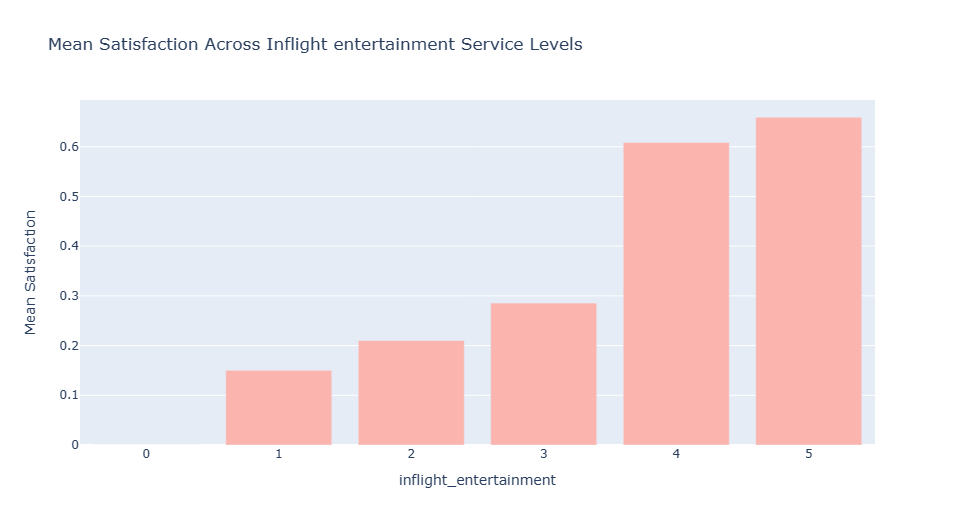 Mean Satisfaction Across Inflight entertainment Service Levels
Mean Satisfaction
0.6
0.5
0.4
0.3
0.2
0.1
0
0 1 2 3 4 5
inflight_entertainment